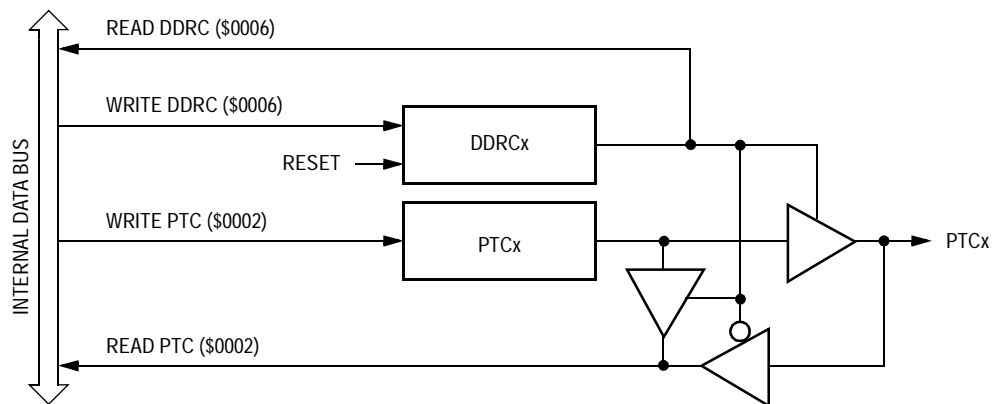 READ DDRC ($0006)
WRITE DDRC ($0006)
DDRCx
RESET
INTERNAL DATA BUS
WRITE PTC ($0002)
PTCx
PTCx
READ PTC ($0002)